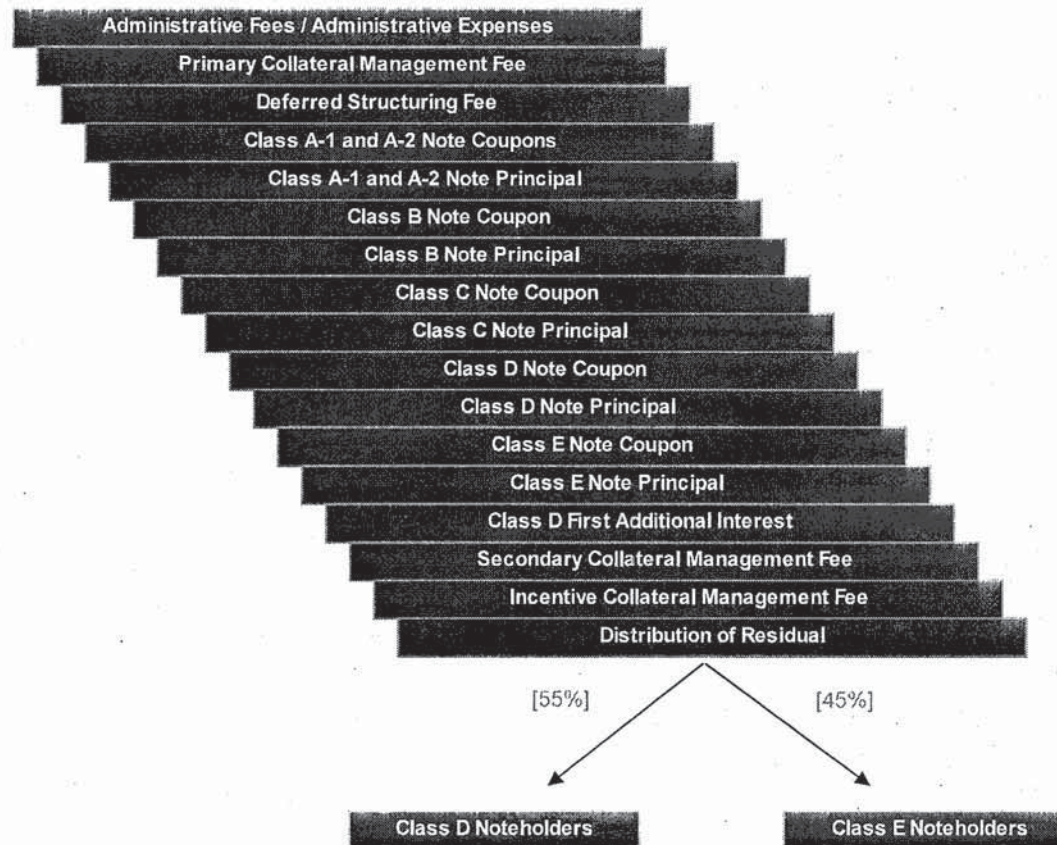 Administrative Fees / Administrative Expenses
Primary Collateral Management Fee
Deferred Structuring Fee
Class A-1 and A-2 Note Coupons
Class A-1 and A-2 Note Principal
Class B Note Coupon
Class B Note Principal
Class C Note Coupon
Class C Note Principal
Class D Note Coupon
Class D Note Principal
Class E Note Coupon
Class E Note Principal
Class D First Additional Interest
Secondary Collateral Management Fee
Incentive Collateral Management Fee
Distribution of Residual
[55%] [45%]
Class D Noteholders Class E Noteholders